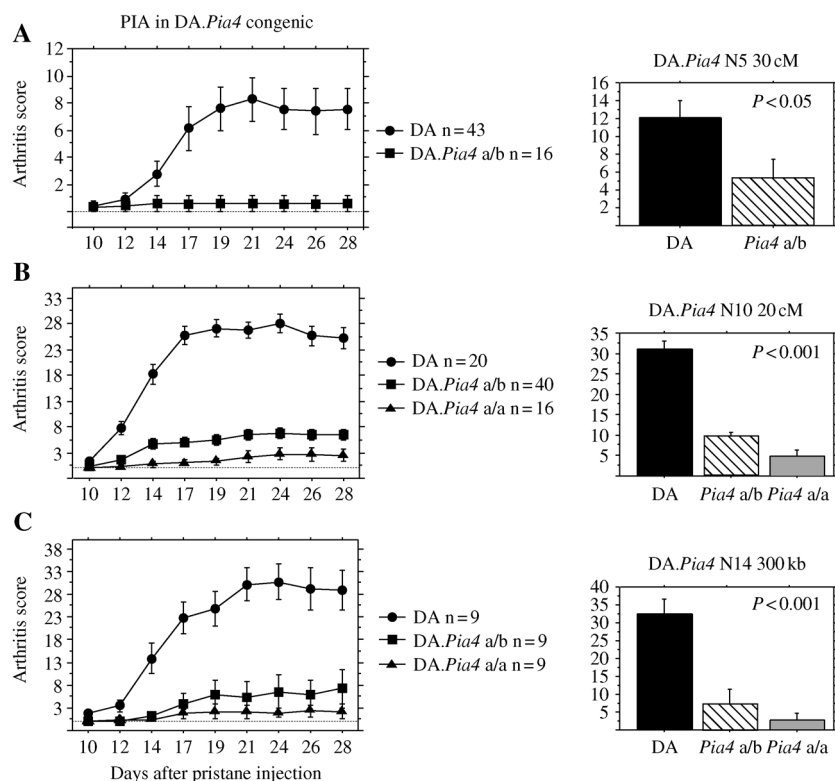 PIA in DA.Pia4 congenic
A
Arthritis score
12
10
8
6
4
2
10 12 14 17 19 21 24 26 28
DA n=43
DA.Pia4 a/b n=16
DA.Pia4 N5 30 cM
P<0.05
16
14
12
10
8
6
4
2
DA Pia4 a/b
B
Arthritis score
33
28
23
18
13
8
3
10 12 14 17 19 21 24 26 28
DA n=20
DA.Pia4 a/b n=40
DA.Pia4 a/a n=16
DA.Pia4 N10 20 cM
P<0.001
35
30
25
20
15
10
5
DA Pia4 a/b Pia4 a/a
C
Arthritis score
38
33
28
23
18
13
8
3
10 12 14 17 19 21 24 26 28
Days after pristane injection
DA n=9
DA.Pia4 a/b n=9
DA.Pia4 a/a n=9
DA.Pia4 N14 300 kb
P<0.001
40
35
30
25
20
15
10
5
DA Pia4 a/b Pia4 a/a